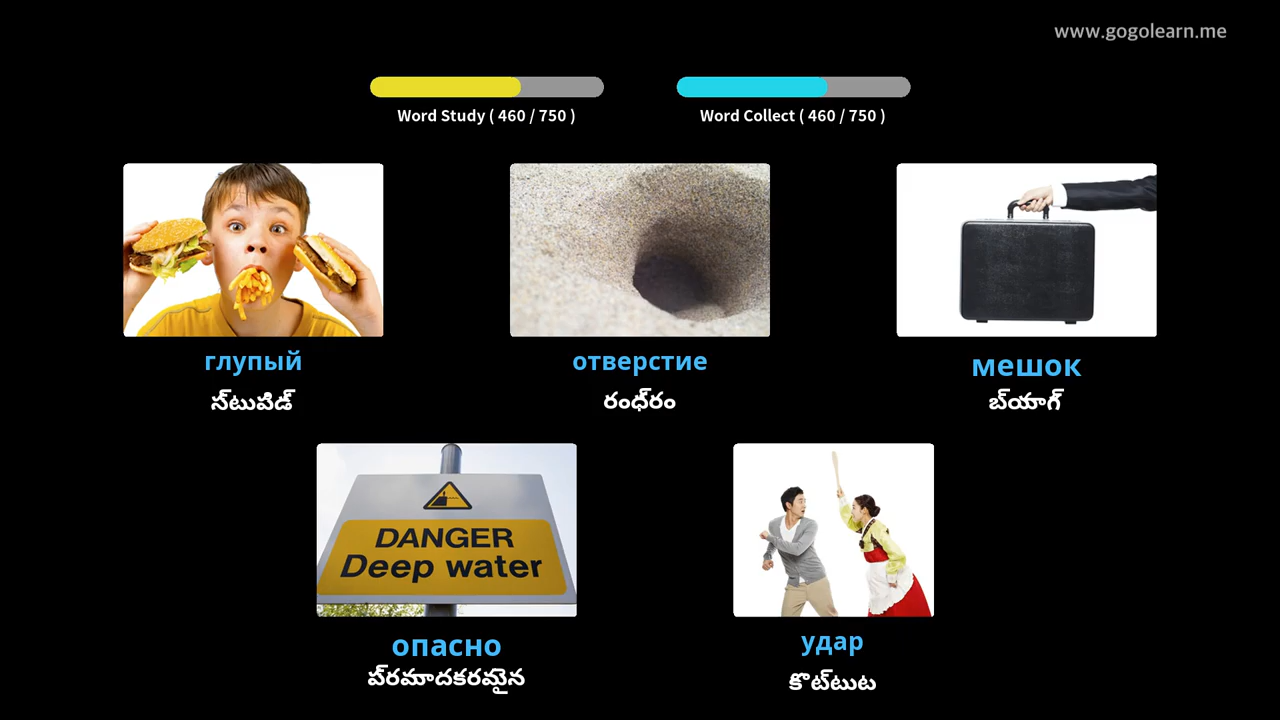 www.gogolearn.me
Word Study ( 460 / 750 )
Word Collect ( 460 / 750 )
глупый
స్టుపిడ్
отверстие
రంధ్రం
мешок
బ్యాగ్
DANGER
Deep water
опасно
ప్రమాదకరమైన
удар
కొట్టుట